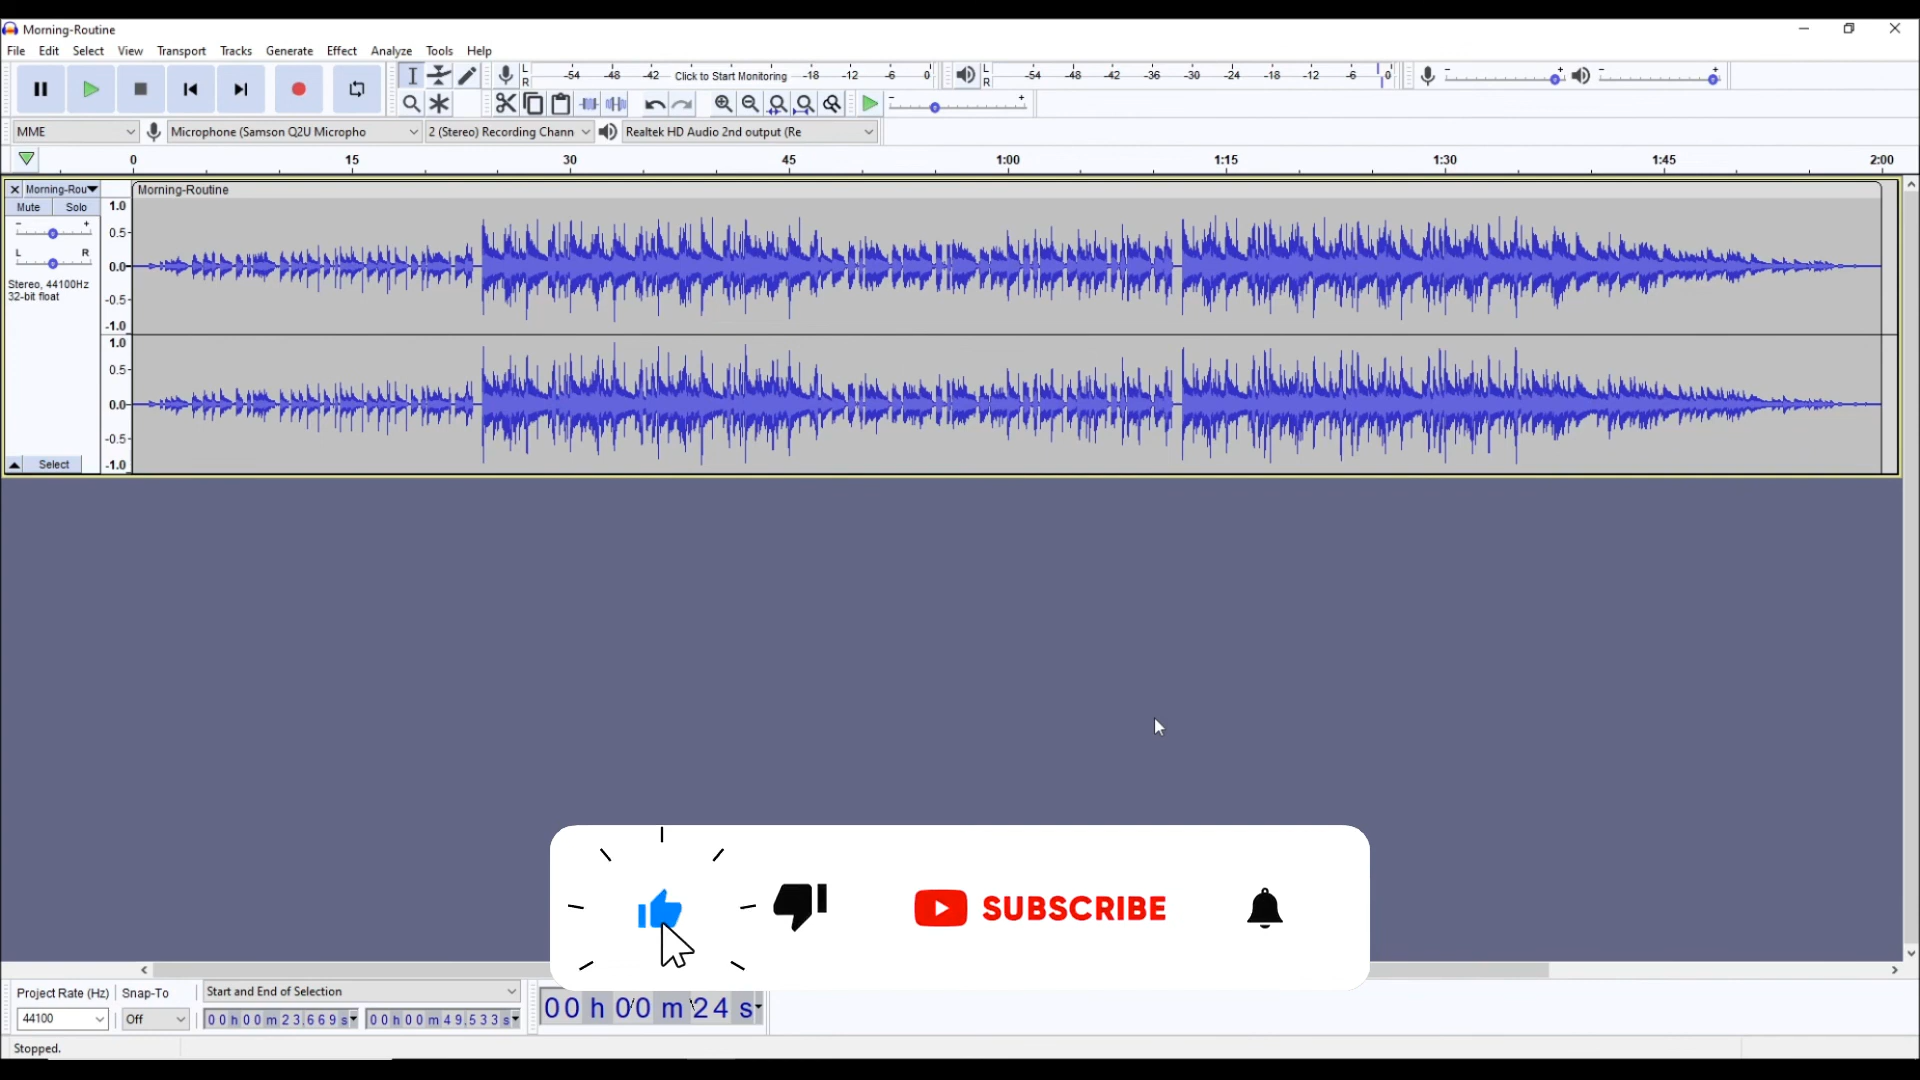 Morning-Routine
File Edit Select View Transport Tracks Generate Effect Analyze Tools Help
L R -54 -48 -42 Click to Start Monitoring -18 -12 -6 0 L R -54 -48 -42 -36 -30 -24 -18 -12 -6 0 - + - +
- +
MME Microphone (Samson Q2U Micropho 2 (Stereo) Recording Chann Realtek HD Audio 2nd output (Re
0 15 30 45 1:00 1:15 1:30 1:45 2:00
Morning-Rou Morning-Routine
Mute Solo 1.0
- + 0.5
L R 0.0
Stereo, 44100Hz
32-bit float -0.5
-1.0
1.0
0.5
0.0
-0.5
Select -1.0
SUBSCRIBE
Project Rate (Hz) Snap-To Start and End of Selection
44100 Off 00h00m23.669s 00h00m49.533s 00h00m24s
Stopped.